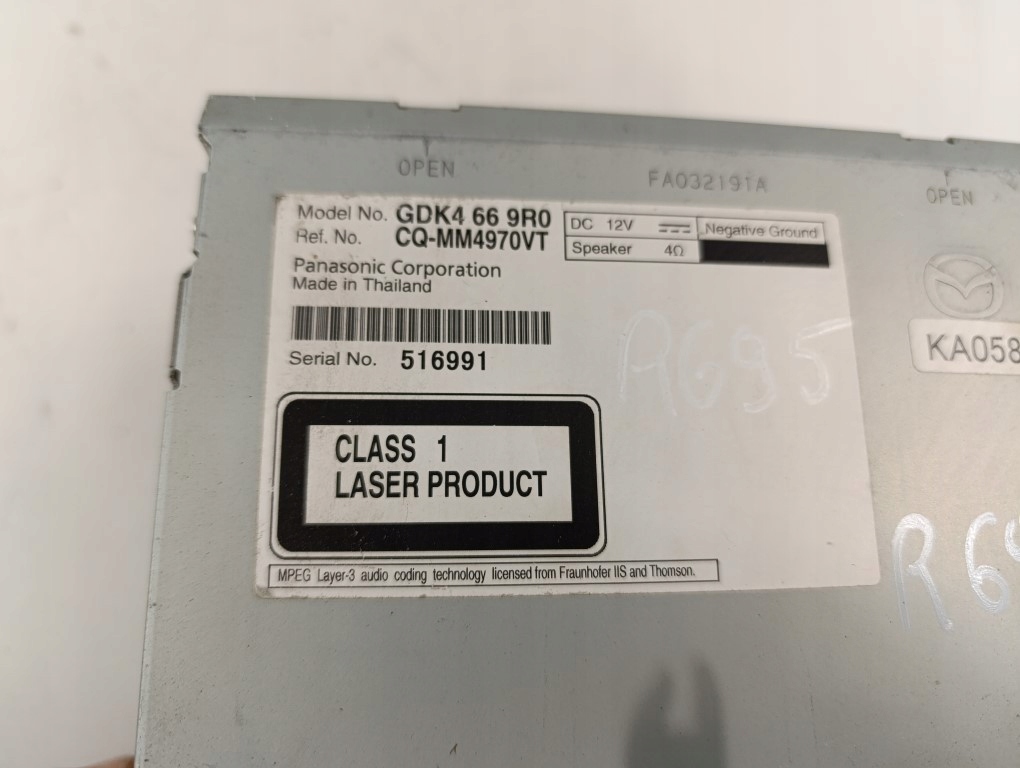 OPEN
FA032191A
OPEN
Model No. GDK4 66 9R0
Ref. No. CQ-MM4970VT
DC 12V
Negative Ground
Speaker 4Ω
Panasonic Corporation
Made in Thailand
KA058
Serial No. 516991
RG95
CLASS 1
LASER PRODUCT
MPEG Layer-3 audio coding technology licensed from Fraunhofer IIS and Thomson.